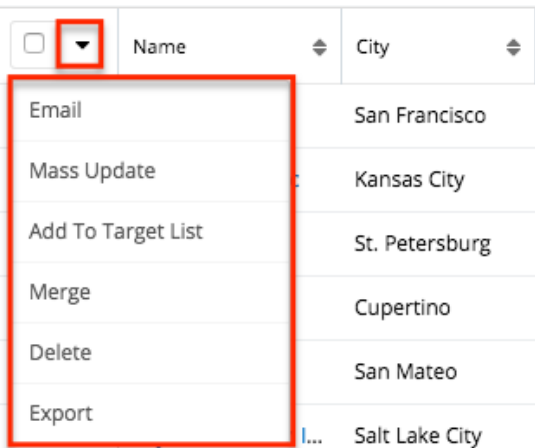 Name City
Email
San Francisco
Mass Update
Kansas City
Add To Target List
St. Petersburg
Merge
Cupertino
Delete
San Mateo
Export
Salt Lake City